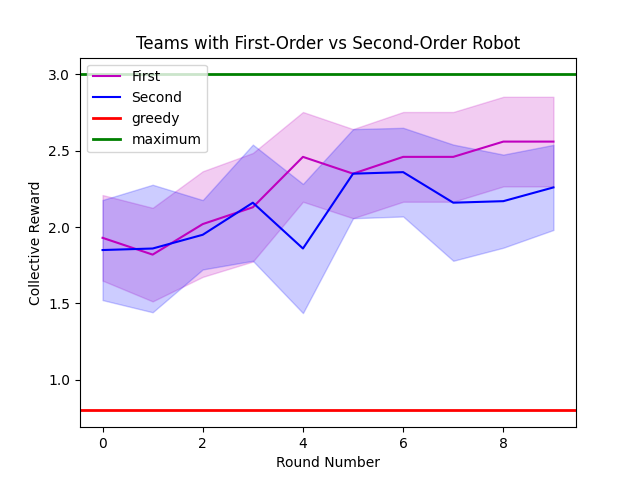 Teams with First-Order vs Second-Order Robot
First
Second
greedy
maximum
3.0
2.5
2.0
1.5
1.0
Collective Reward
0
2
4
6
8
Round Number